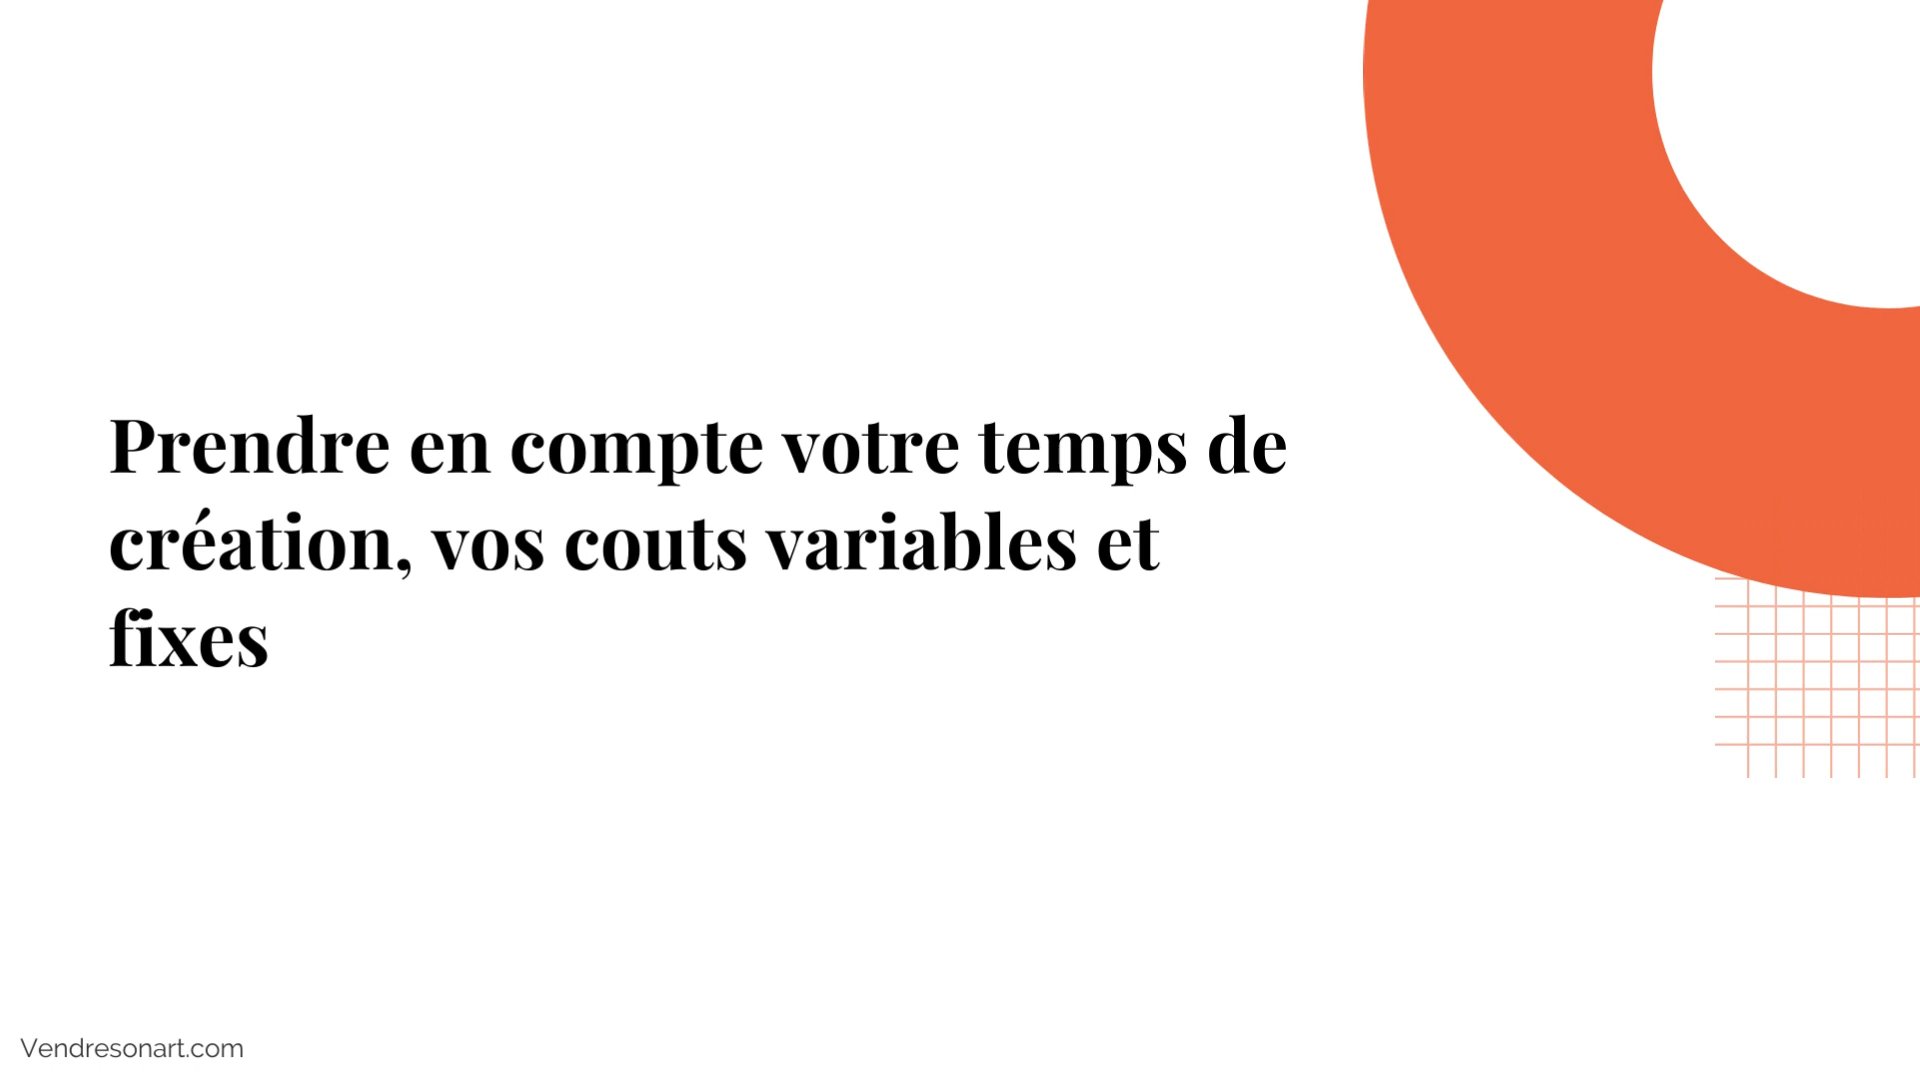 Prendre en compte votre temps de
création, vos couts variables et
fixes
Vendresonart.com